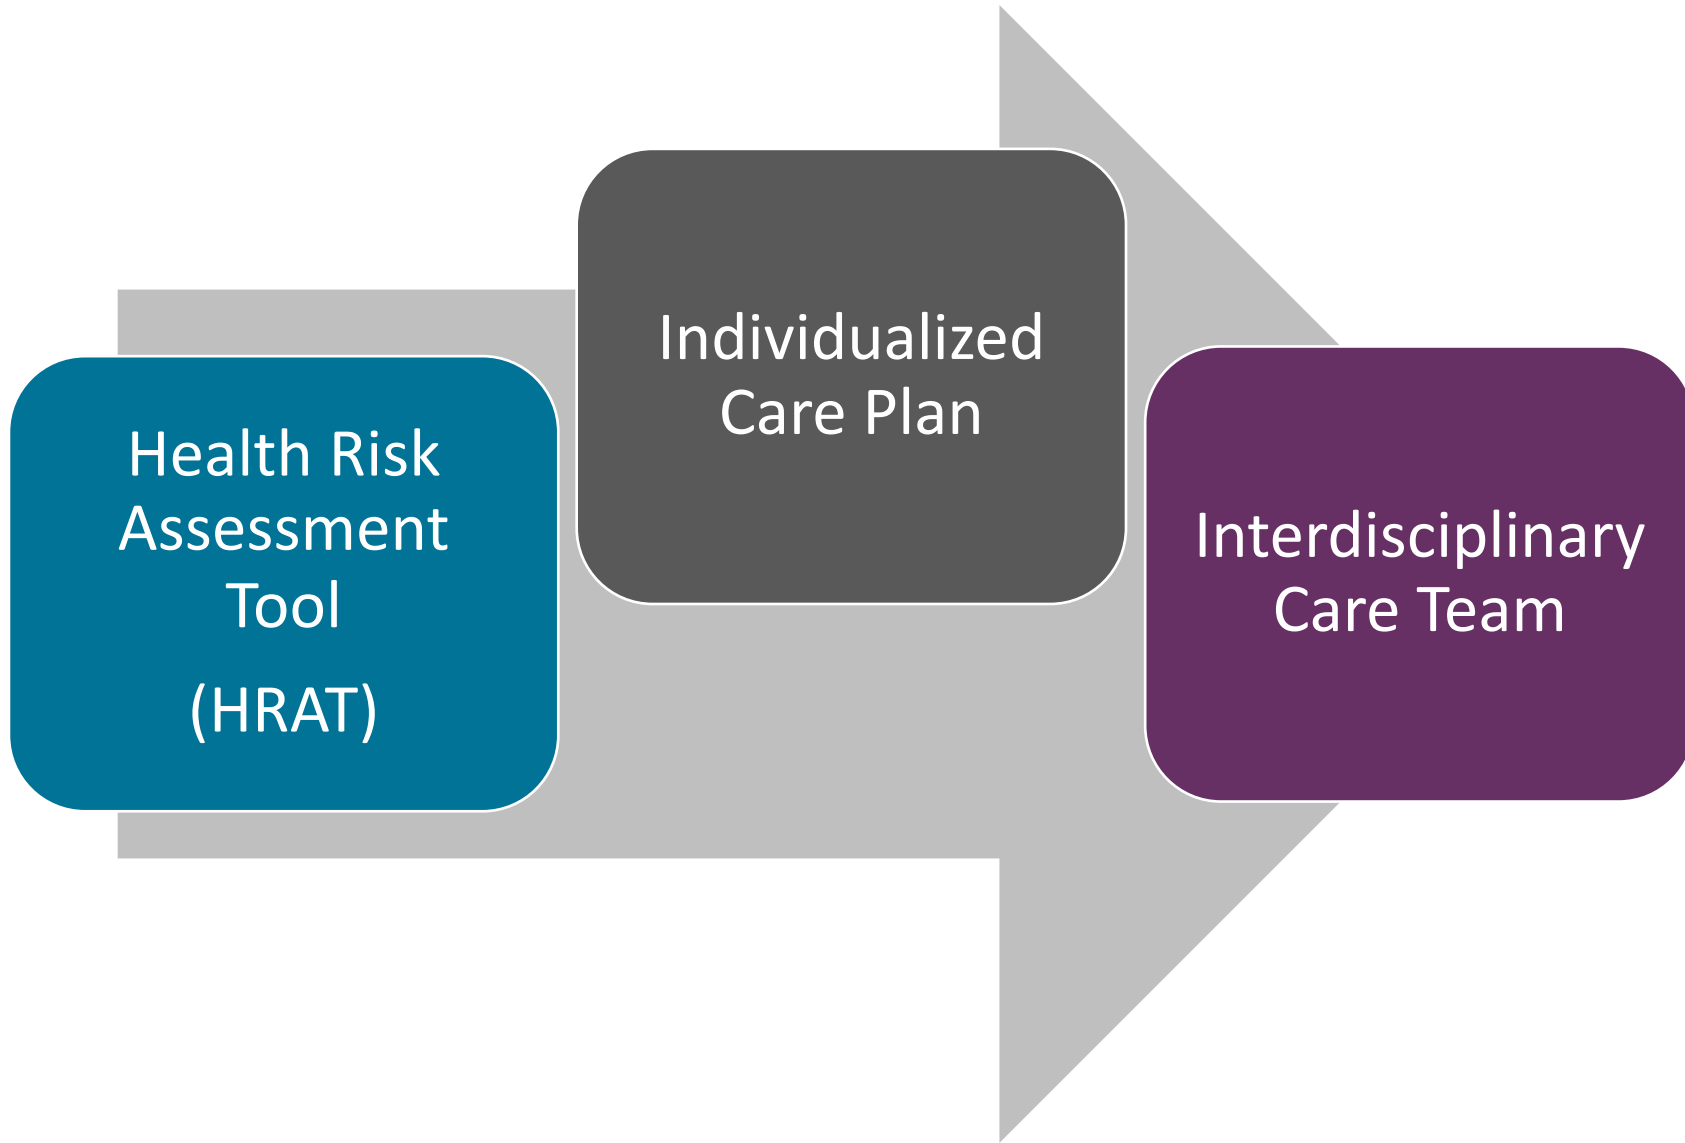 Health Risk
Assessment
Tool
(HRAT)
Individualized
Care Plan
Interdisciplinary
Care Team